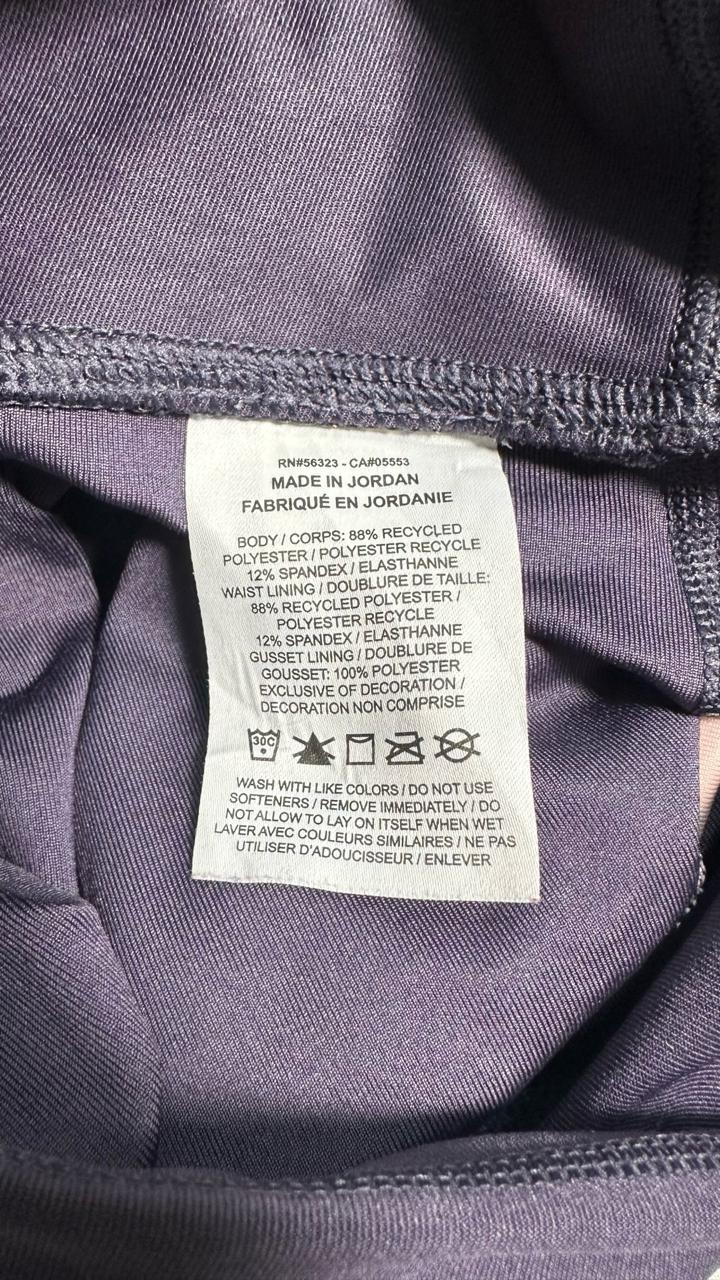 RN#56323 - CA#05553
MADE IN JORDAN
FABRIQUÉ EN JORDANIE
BODY / CORPS: 88% RECYCLED
POLYESTER / POLYESTER RECYCLE
12% SPANDEX / ELASTHANNE
WAIST LINING / DOUBLURE DE TAILLE:
88% RECYCLED POLYESTER /
POLYESTER RECYCLE
12% SPANDEX / ELASTHANNE
GUSSET LINING / DOUBLURE DE
GOUSSET: 100% POLYESTER
EXCLUSIVE OF DECORATION /
DECORATION NON COMPRISE
30C
WASH WITH LIKE COLORS / DO NOT USE
SOFTENERS / REMOVE IMMEDIATELY / DO
NOT ALLOW TO LAY ON ITSELF WHEN WET
LAVER AVEC COULEURS SIMILAIRES / NE PAS
UTILISER D'ADOUCISSEUR / ENLEVER